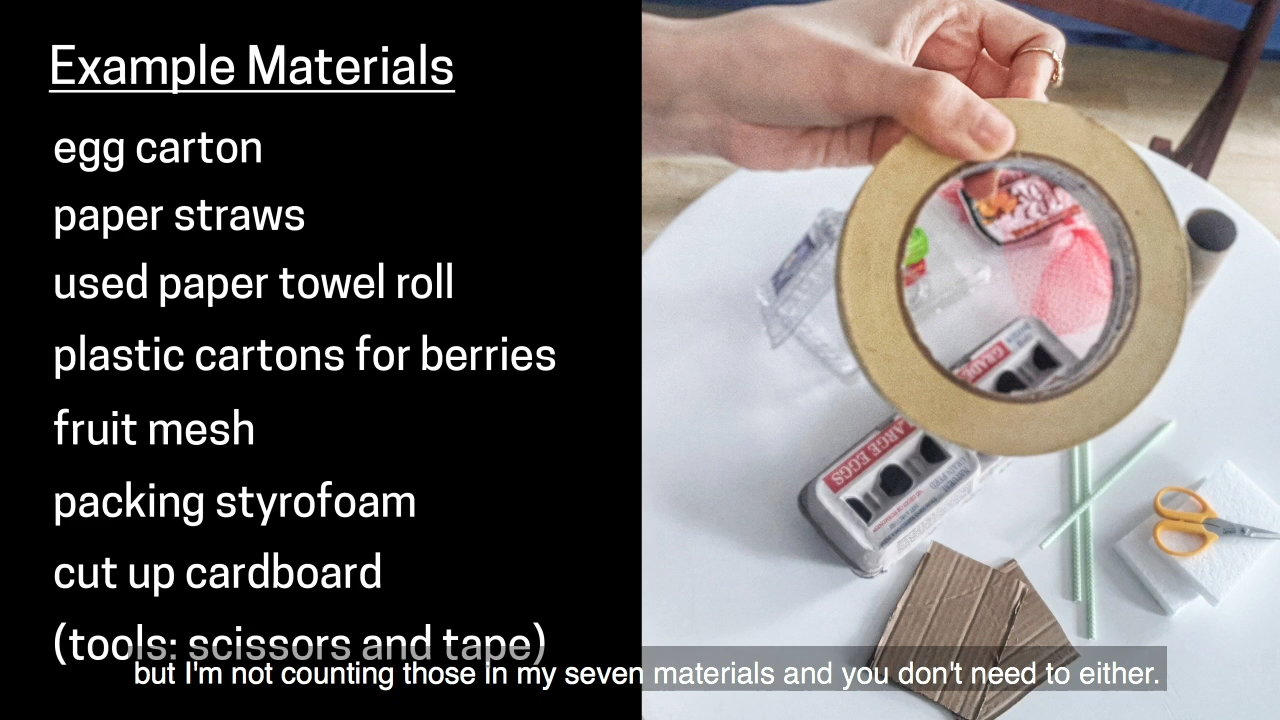 Example Materials
egg carton
paper straws
used paper towel roll
plastic cartons for berries
fruit mesh
packing styrofoam
cut up cardboard
(tools: scissors and tape)
but I'm not counting those in my seven materials and you don't need to either.
GRADE
LARGE EGGS